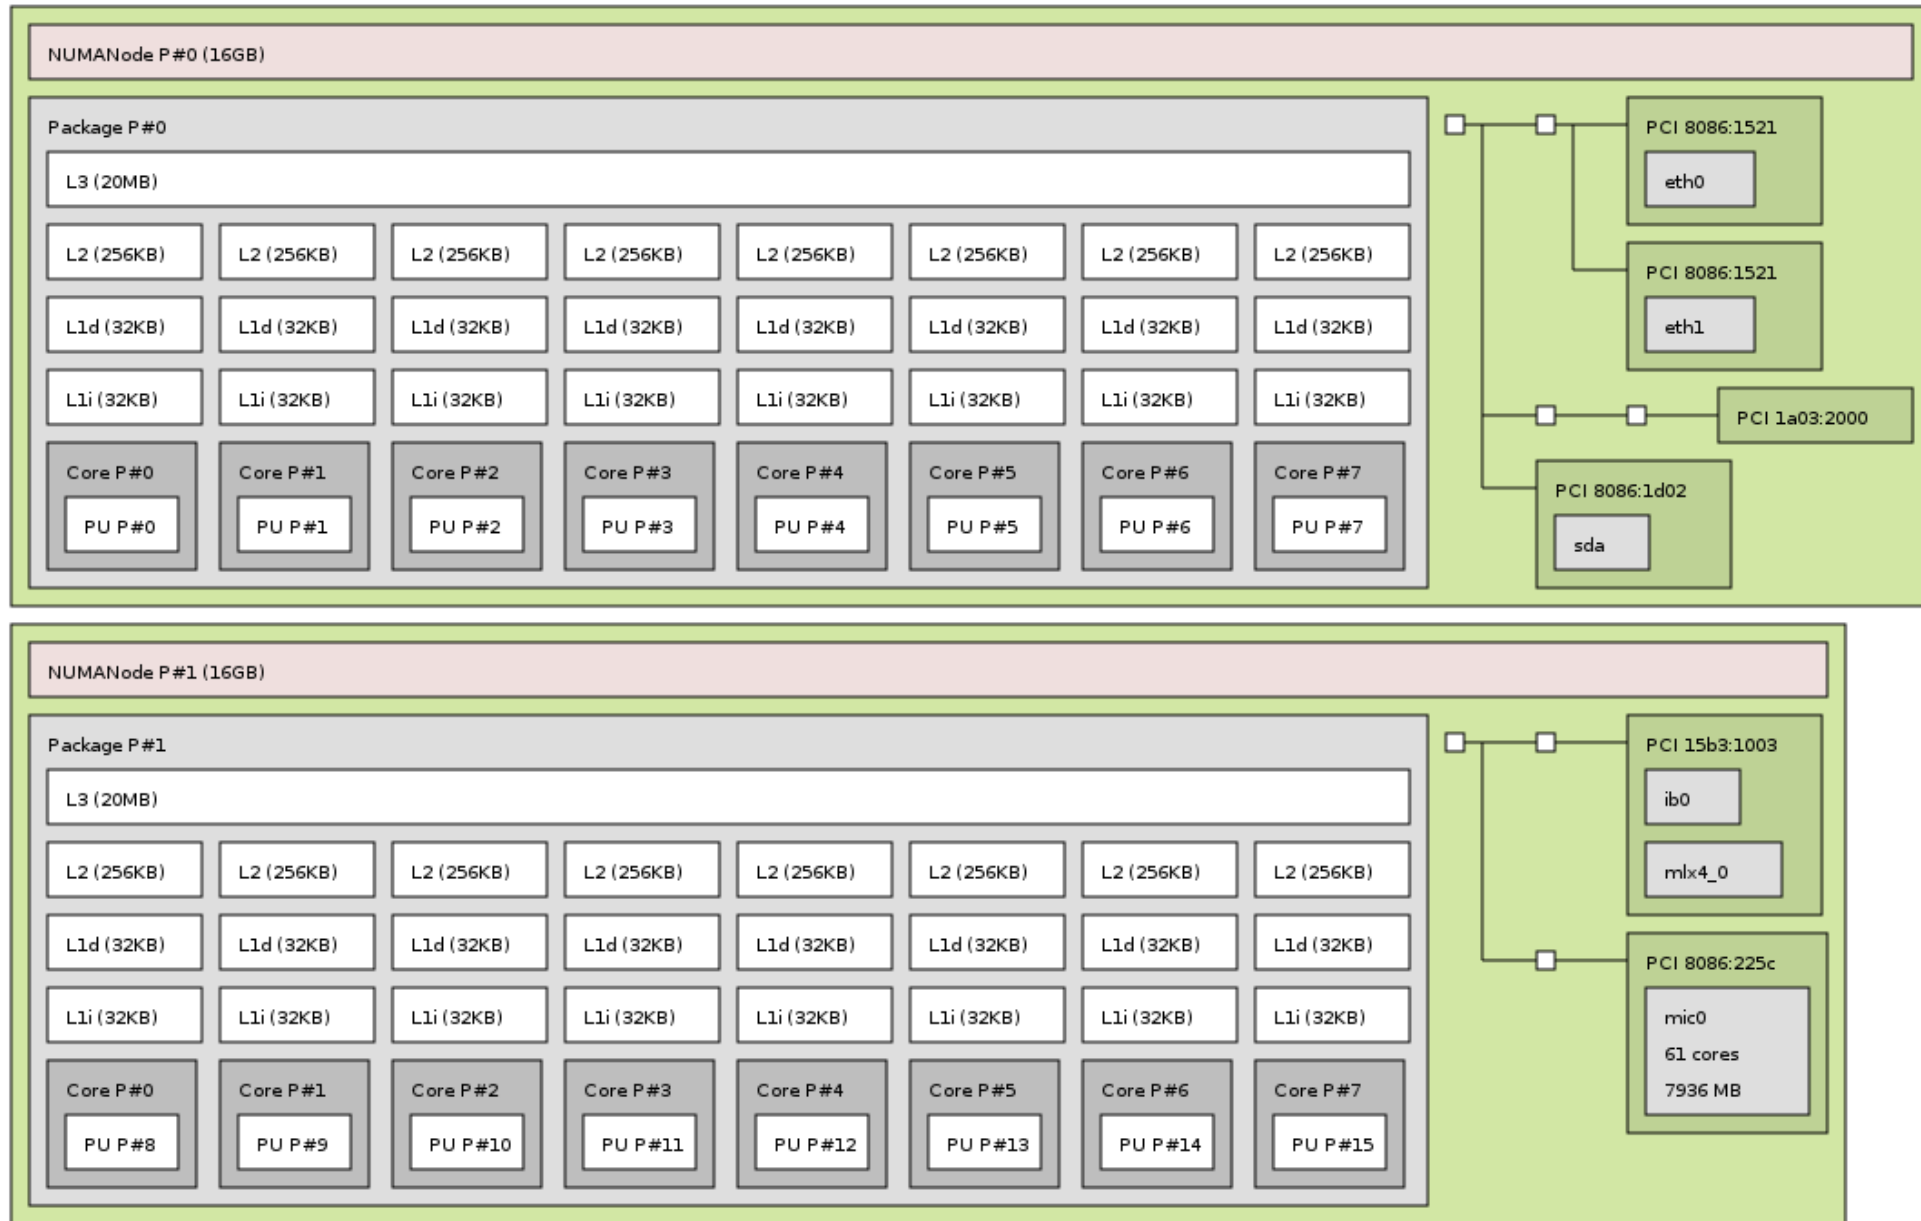 NUMANode P#0 (16GB)
Package P#0
L3 (20MB)
L2 (256KB) L2 (256KB) L2 (256KB) L2 (256KB) L2 (256KB) L2 (256KB) L2 (256KB) L2 (256KB)
L1d (32KB) L1d (32KB) L1d (32KB) L1d (32KB) L1d (32KB) L1d (32KB) L1d (32KB) L1d (32KB)
L1i (32KB) L1i (32KB) L1i (32KB) L1i (32KB) L1i (32KB) L1i (32KB) L1i (32KB) L1i (32KB)
Core P#0 Core P#1 Core P#2 Core P#3 Core P#4 Core P#5 Core P#6 Core P#7
PU P#0 PU P#1 PU P#2 PU P#3 PU P#4 PU P#5 PU P#6 PU P#7
PCI 8086:1521
eth0
PCI 8086:1521
eth1
PCI 1a03:2000
PCI 8086:1d02
sda
NUMANode P#1 (16GB)
Package P#1
L3 (20MB)
L2 (256KB) L2 (256KB) L2 (256KB) L2 (256KB) L2 (256KB) L2 (256KB) L2 (256KB) L2 (256KB)
L1d (32KB) L1d (32KB) L1d (32KB) L1d (32KB) L1d (32KB) L1d (32KB) L1d (32KB) L1d (32KB)
L1i (32KB) L1i (32KB) L1i (32KB) L1i (32KB) L1i (32KB) L1i (32KB) L1i (32KB) L1i (32KB)
Core P#0 Core P#1 Core P#2 Core P#3 Core P#4 Core P#5 Core P#6 Core P#7
PU P#8 PU P#9 PU P#10 PU P#11 PU P#12 PU P#13 PU P#14 PU P#15
PCI 15b3:1003
ib0
mlx4_0
PCI 8086:225c
mic0
61 cores
7936 MB